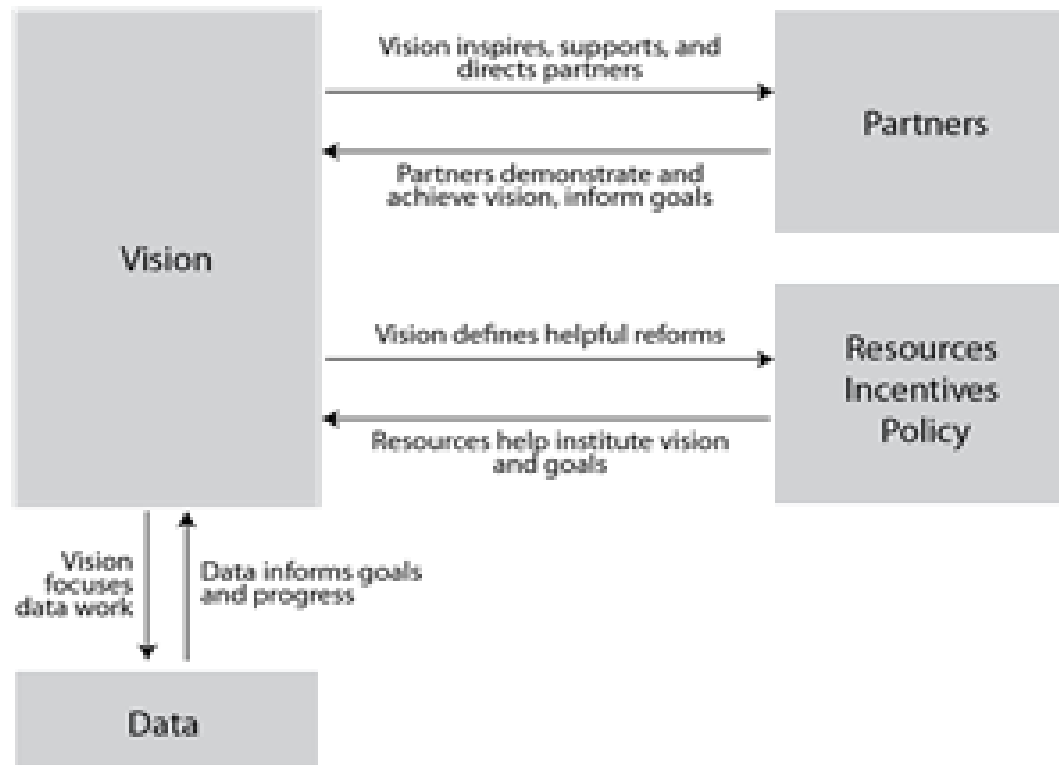 Vision inspires, supports, and
directs partners
Partners
Partners demonstrate and
achieve vision, inform goals
Vision
Vision defines helpful reforms
Resources
Incentives
Policy
Resources help institute vision
and goals
Vision
focuses
data work
Data informs goals
and progress
Data